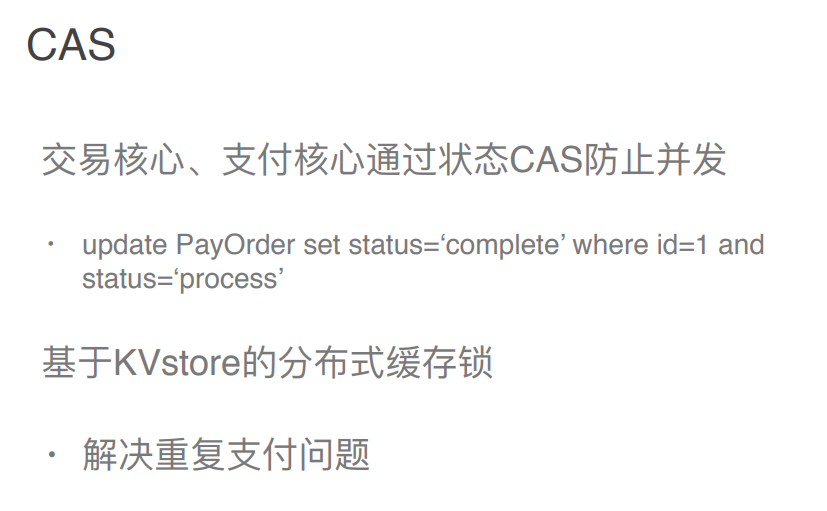 CAS
交易核心、支付核心通过状态CAS防止并发
• update PayOrder set status=‘complete’ where id=1 and
status=‘process’
基于KVstore的分布式缓存锁
• 解决重复支付问题